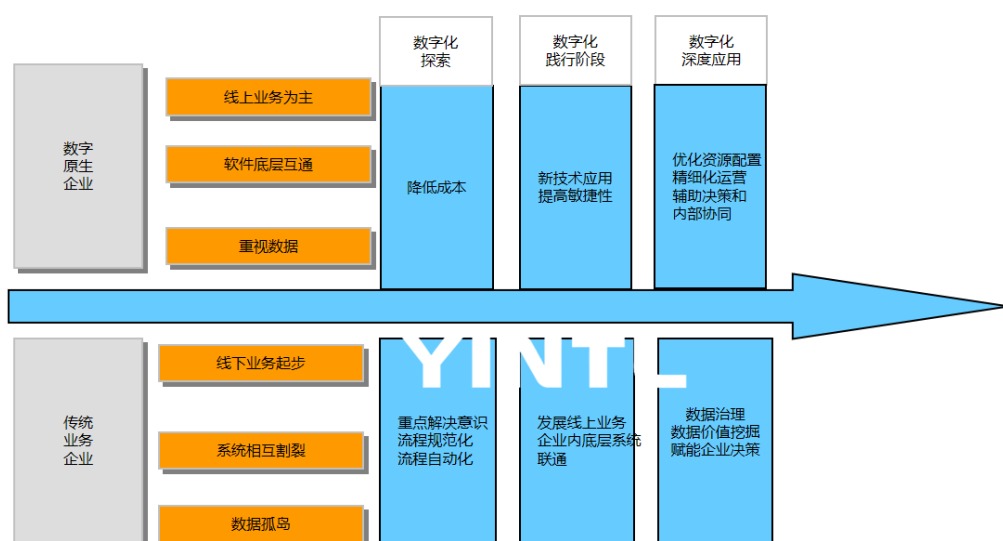 数字化
探索
数字化
践行阶段
数字化
深度应用
数字
原生
企业
线上业务为主
软件底层互通
重视数据
降低成本
新技术应用
提高敏捷性
优化资源配置
精细化运营
辅助决策和
内部协同
YINTL
传统
业务
企业
线下业务起步
系统相互割裂
数据孤岛
重点解决意识
流程规范化
流程自动化
发展线上业务
企业内底层系统
联通
数据治理
数据价值挖掘
赋能企业决策